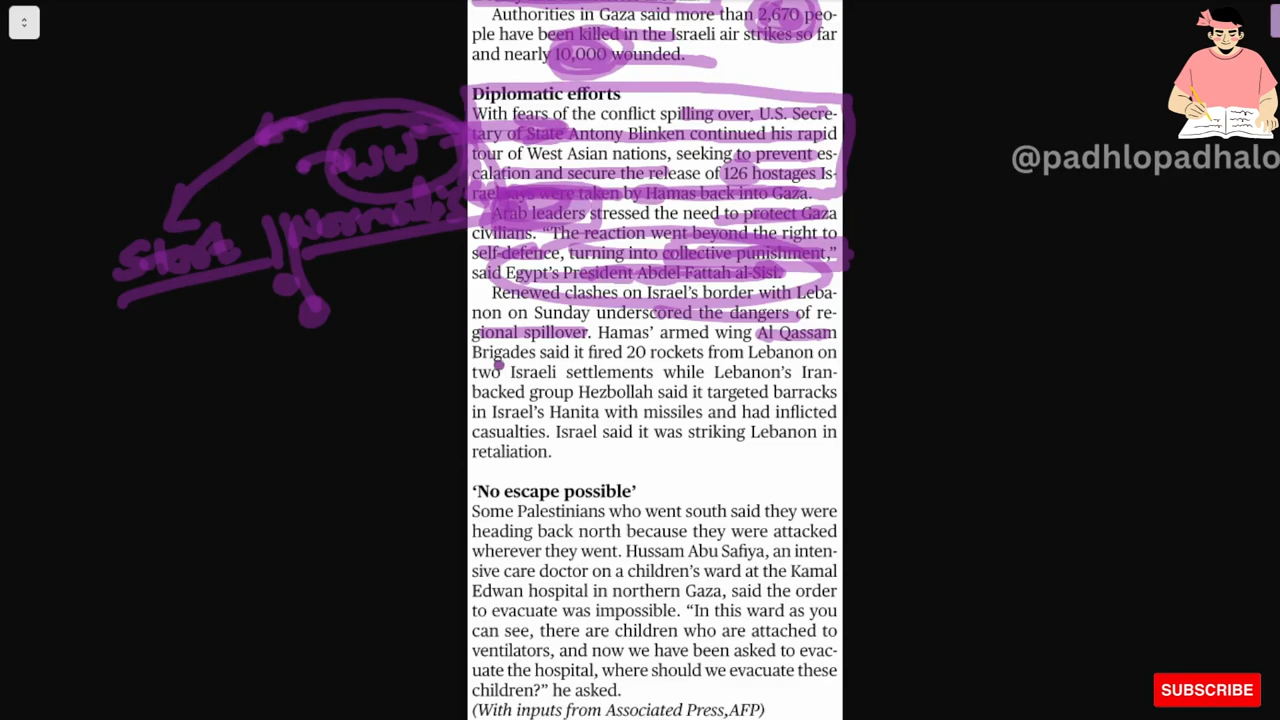 Authorities in Gaza said more than 2,670 peo-
ple have been killed in the Israeli air strikes so far
and nearly 10,000 wounded.
Diplomatic efforts
With fears of the conflict spilling over, U.S. Secre-
tary of State Antony Blinken continued his rapid
tour of West Asian nations, seeking to prevent es-
calation and secure the release of 126 hostages Is-
rael says were taken by Hamas back into Gaza.
Arab leaders stressed the need to protect Gaza
civilians. “The reaction went beyond the right to
self-defence, turning into collective punishment,”
said Egypt’s President Abdel Fattah al-Sisi.
Renewed clashes on Israel’s border with Leba-
non on Sunday underscored the dangers of re-
gional spillover. Hamas’ armed wing Al Qassam
Brigades said it fired 20 rockets from Lebanon on
two Israeli settlements while Lebanon’s Iran-
backed group Hezbollah said it targeted barracks
in Israel’s Hanita with missiles and had inflicted
casualties. Israel said it was striking Lebanon in
retaliation.
‘No escape possible’
Some Palestinians who went south said they were
heading back north because they were attacked
wherever they went. Hussam Abu Safiya, an inten-
sive care doctor on a children’s ward at the Kamal
Edwan hospital in northern Gaza, said the order
to evacuate was impossible. “In this ward as you
can see, there are children who are attached to
ventilators, and now we have been asked to evac-
uate the hospital, where should we evacuate these
children?” he asked.
(With inputs from Associated Press,AFP)
@padhlopadhalo
SUBSCRIBE